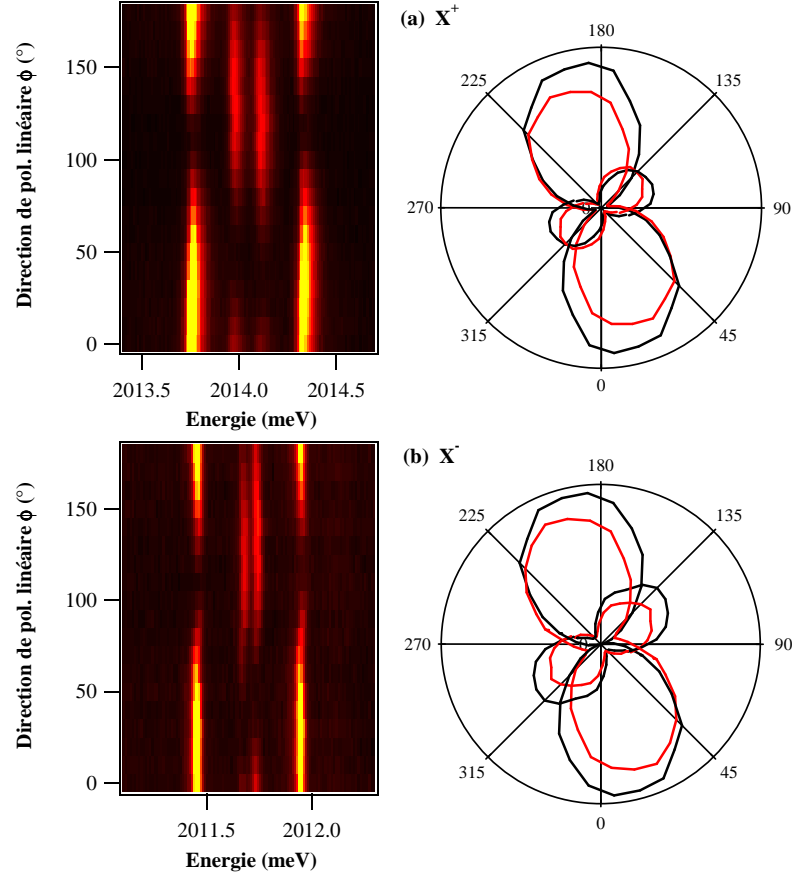 (a) X+
Direction de pol. linéaire ϕ (°)
150
100
50
0
2013.5 2014.0 2014.5
Energie (meV)
180
225 135
270 0 90
315 45
0
(b) X-
Direction de pol. linéaire ϕ (°)
150
100
50
0
2011.5 2012.0
Energie (meV)
180
225 135
270 0 90
315 45
0